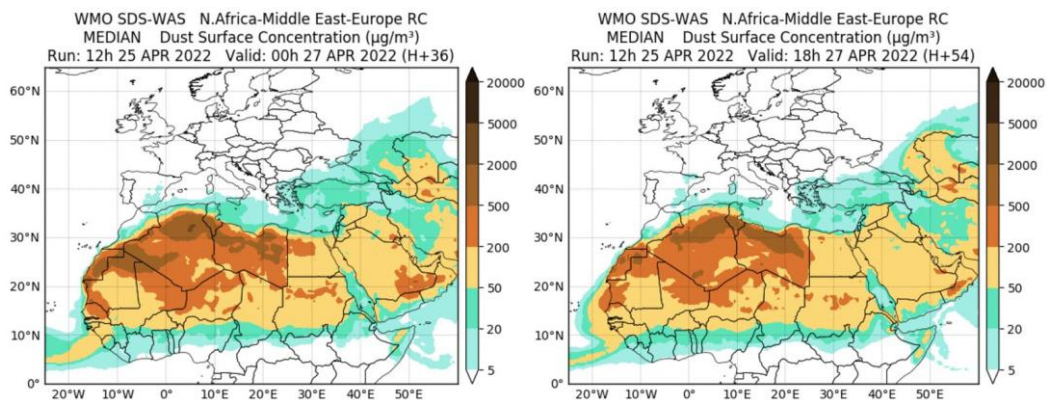 WMO SDS-WAS N.Africa-Middle East-Europe RC
MEDIAN Dust Surface Concentration (µg/m³)
Run: 12h 25 APR 2022 Valid: 00h 27 APR 2022 (H+36)
60°N
50°N
40°N
30°N
20°N
10°N
0°
20°W
10°W
0°
10°E
20°E
30°E
40°E
50°E
20000
5000
2000
500
200
50
20
5
WMO SDS-WAS N.Africa-Middle East-Europe RC
MEDIAN Dust Surface Concentration (µg/m³)
Run: 12h 25 APR 2022 Valid: 18h 27 APR 2022 (H+54)
60°N
50°N
40°N
30°N
20°N
10°N
0°
20°W
10°W
0°
10°E
20°E
30°E
40°E
50°E
20000
5000
2000
500
200
50
20
5